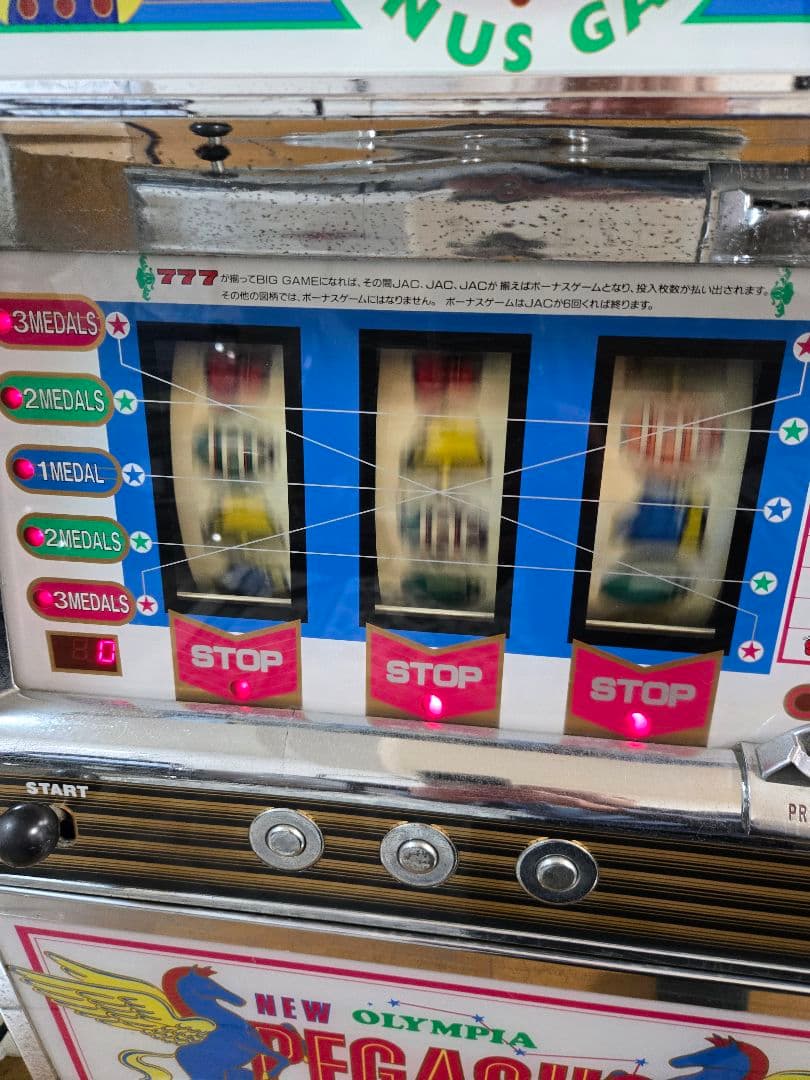 NUS GA
777が揃ってBIG GAMEになれば、その間JAC、JAC、JACが 揃えばボーナスゲームとなり、投入枚数が払い出されます。
その他の図柄では、ボーナスゲームにはなりません。 ボーナスゲームはJACが6回くれば終ります。
3MEDALS
2MEDALS
1MEDAL
2MEDALS
3MEDALS
0
STOP
STOP
STOP
START
PR
NEW OLYMPIA
PEGASU